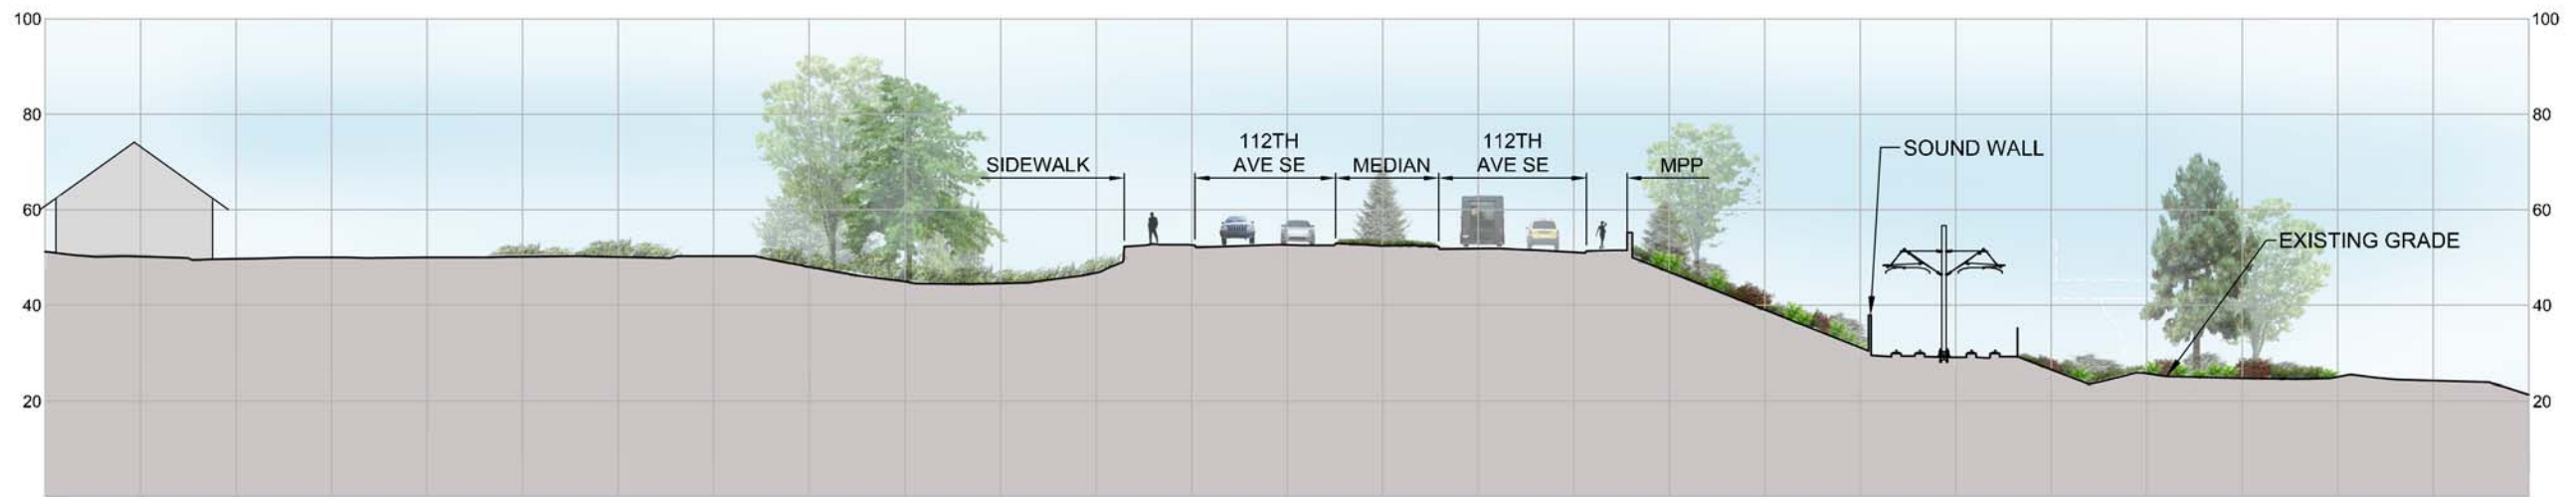 100
100
80
80
112TH
AVE SE
112TH
AVE SE
SIDEWALK
MEDIAN
MPP
SOUND WALL
60
60
EXISTING GRADE
40
40
20
20